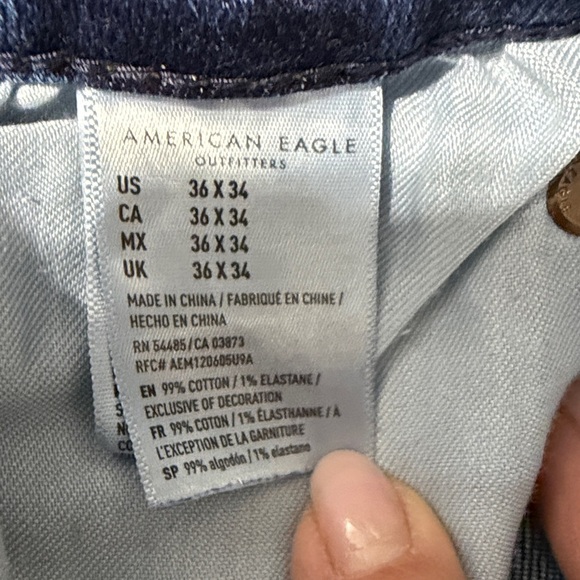 AMERICAN EAGLE
OUTFITTERS
US 36 X 34
CA 36 X 34
MX 36 X 34
UK 36 X 34
MADE IN CHINA / FABRIQUÉ EN CHINE /
HECHO EN CHINA
RN 54485/CA 03873
RFC# AEM120605U9A
EN 99% COTTON / 1% ELASTANE /
EXCLUSIVE OF DECORATION
FR 99% COTON / 1% ÉLASTHANNE / À
L'EXCEPTION DE LA GARNITURE
SP 99% algodón / 1% elastano